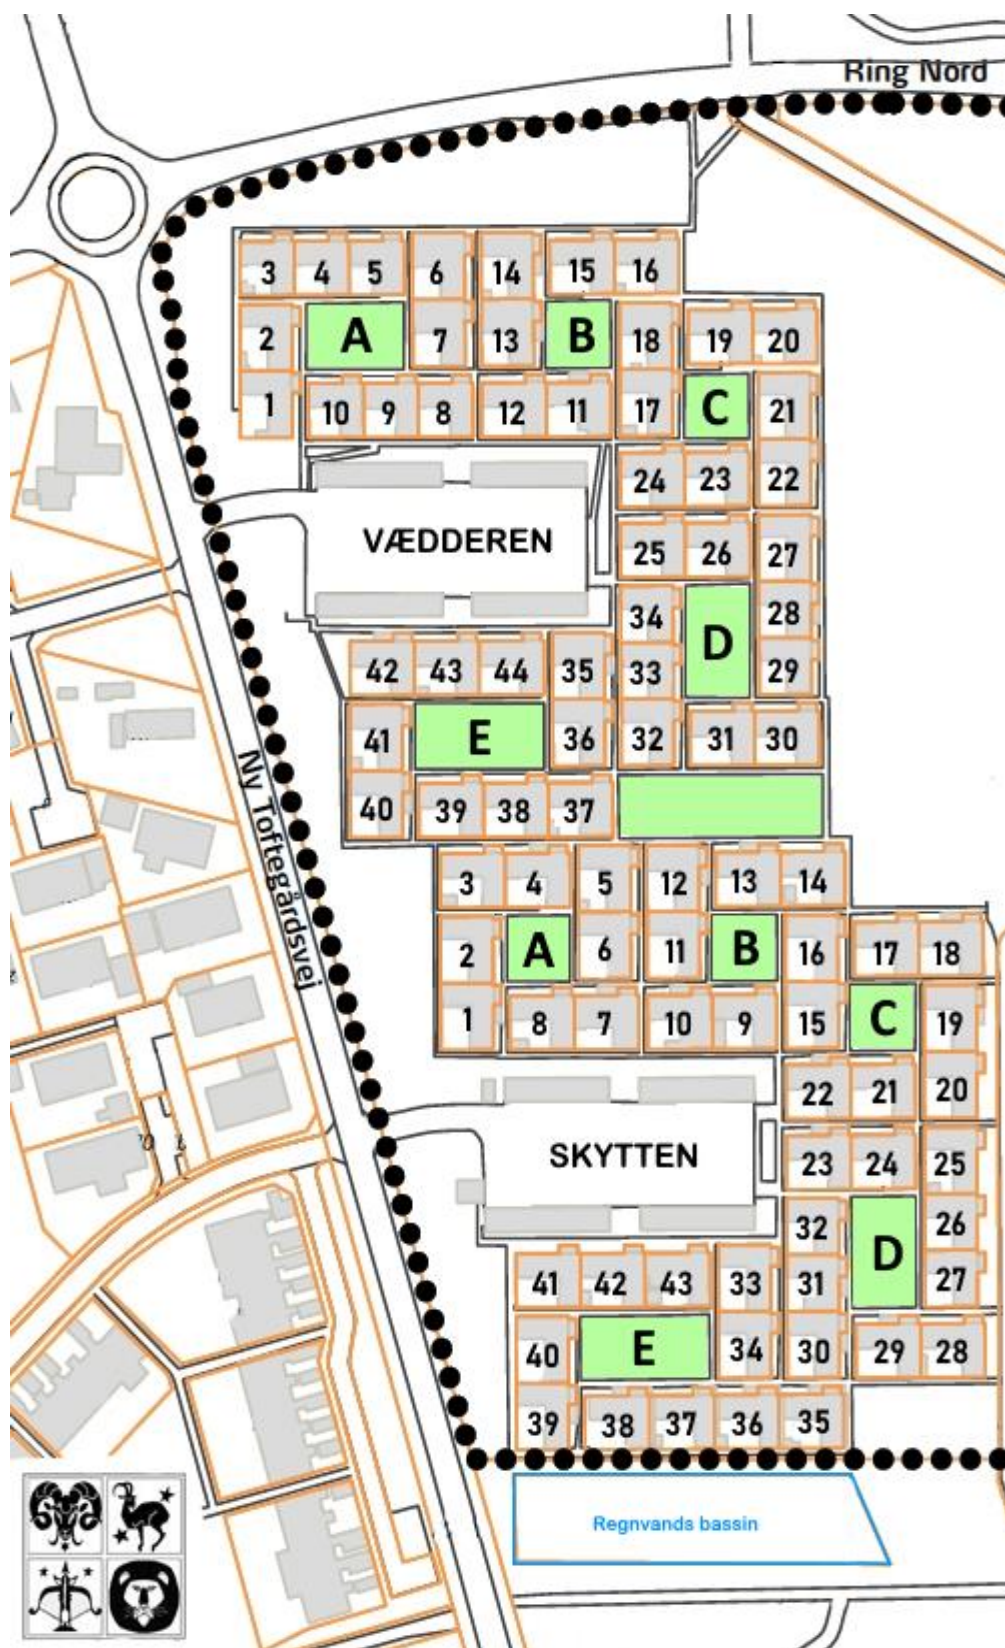 Ring Nord
3 4 5 6 14 15 16
2 A 7 13 B 18 19 20
1 10 9 8 12 11 17 C 21
24 23 22
VÆDDEREN
25 26 27
34 D 28
42 43 44 35 33 29
41 E 36 32 31 30
40 39 38 37
Ny Toftegårdsvej
3 4 5 12 13 14
2 A 6 11 B 16 17 18
1 8 7 10 9 15 C 19
22 21 20
SKYTTEN
23 24 25
32 D 26
41 42 43 33 31 27
40 E 34 30 29 28
39 38 37 36 35
Regnvands bassin